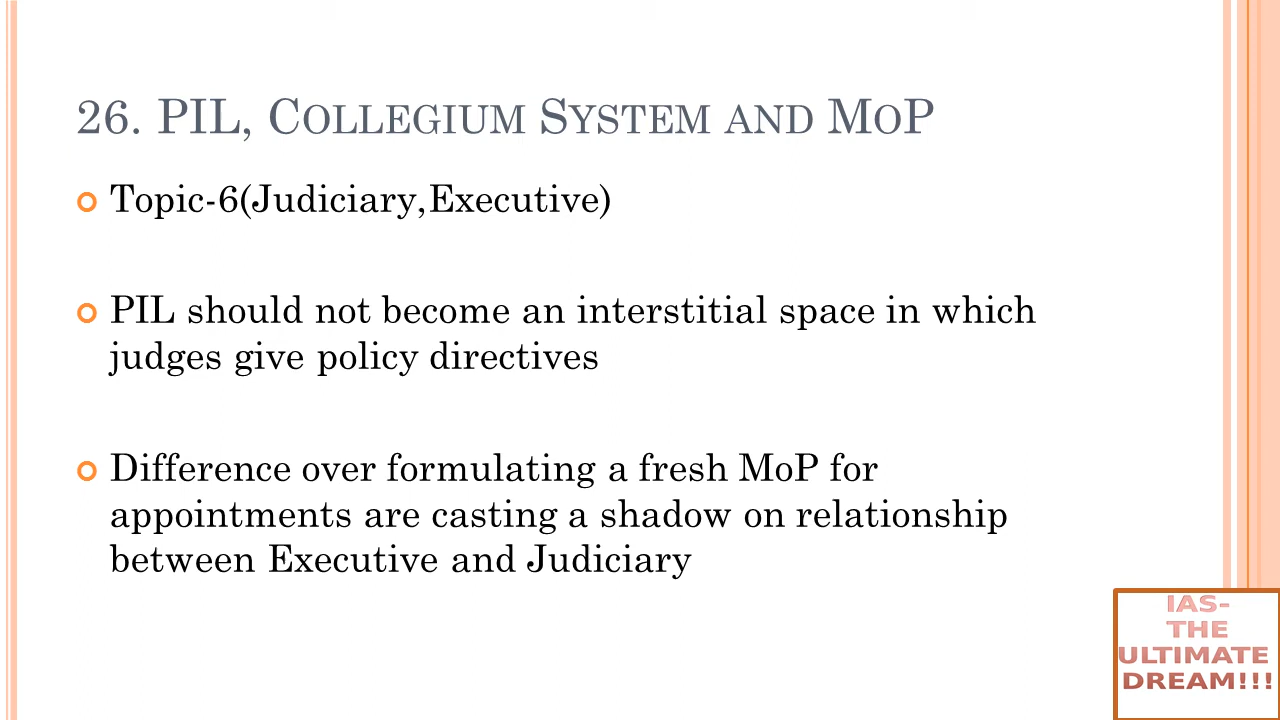 26. PIL, COLLEGIUM SYSTEM AND MOP
Topic-6(Judiciary,Executive)
PIL should not become an interstitial space in which
judges give policy directives
Difference over formulating a fresh MoP for
appointments are casting a shadow on relationship
between Executive and Judiciary
IAS-
THE
ULTIMATE
DREAM!!!